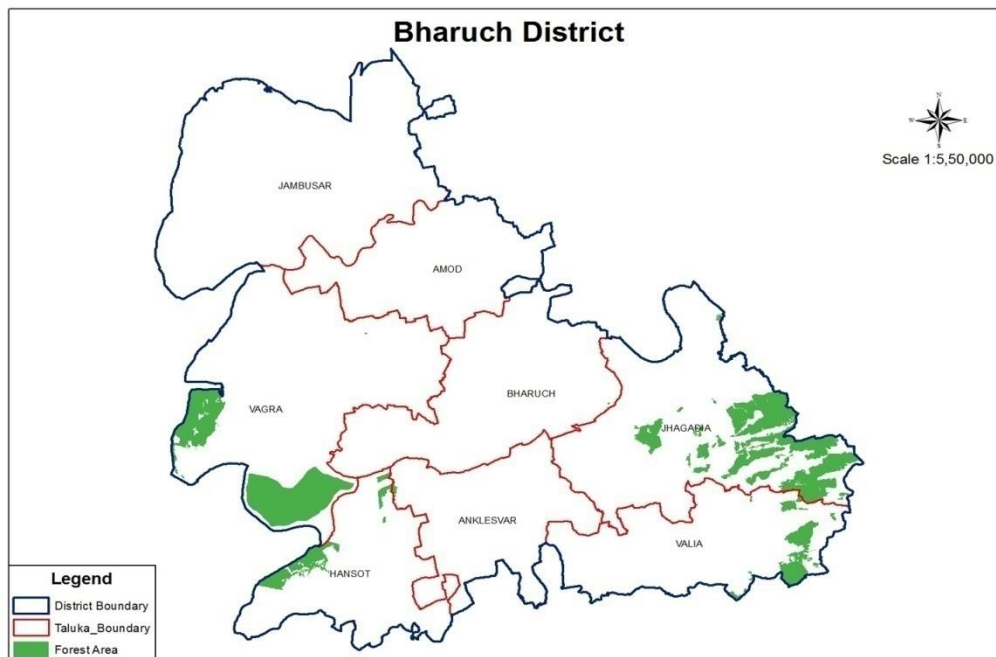 Bharuch District
N
W E
S
Scale 1:5,50,000
JAMBUSAR
AMOD
BHARUCH
VAGRA
JHAGADIA
ANKLESVAR
VALIA
HANSOT
Legend
District Boundary
Taluka_Boundary
Forest Area